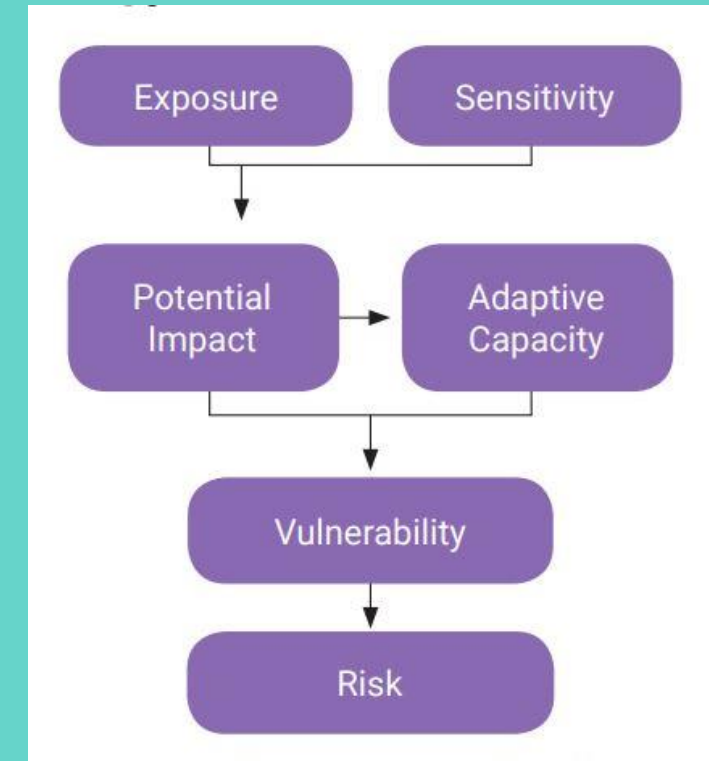 Exposure
Sensitivity
Potential
Impact
Adaptive
Capacity
Vulnerability
Risk